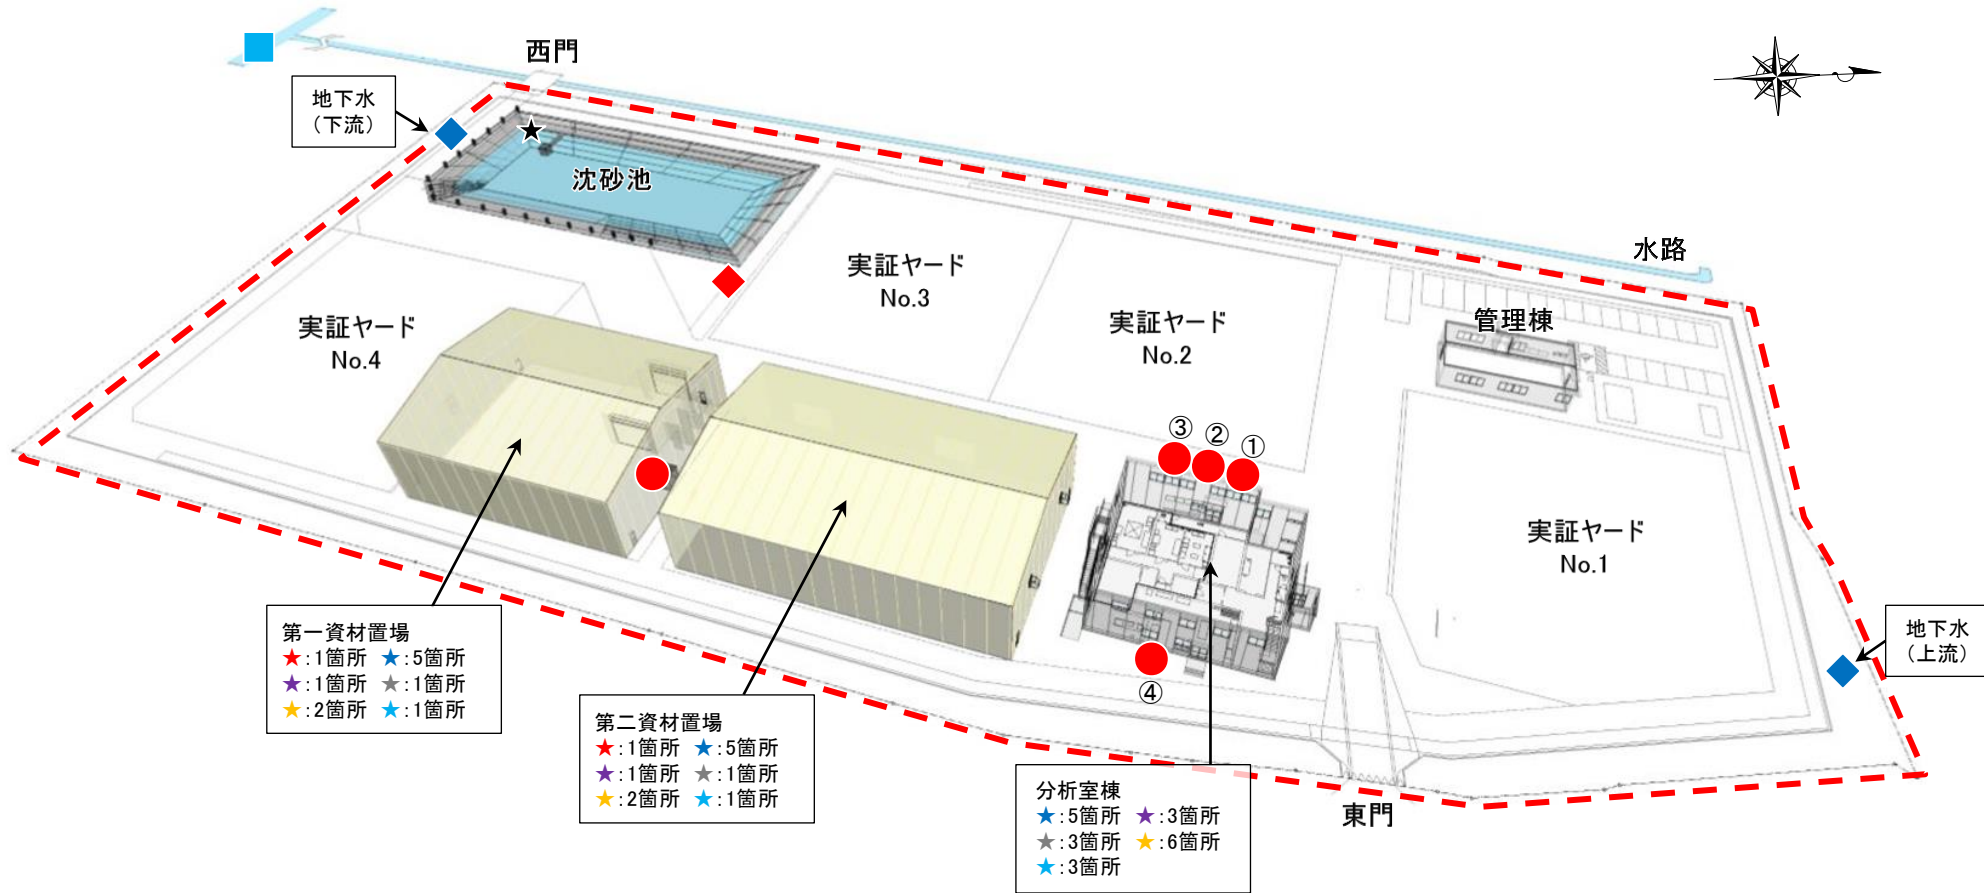 西門
地下水
（下流）
沈砂池
水路
実証ヤード
No.3
実証ヤード
No.4
実証ヤード
No.2
管理棟
③
②
①
実証ヤード
No.1
地下水
（上流）
④
第一資材置場
★:1箇所 ★:5箇所
★:1箇所 ★:1箇所
★:2箇所 ★:1箇所
第二資材置場
★:1箇所 ★:5箇所
★:1箇所 ★:1箇所
★:2箇所 ★:1箇所
分析室棟
★:5箇所 ★:3箇所
★:3箇所 ★:6箇所
★:3箇所
東門